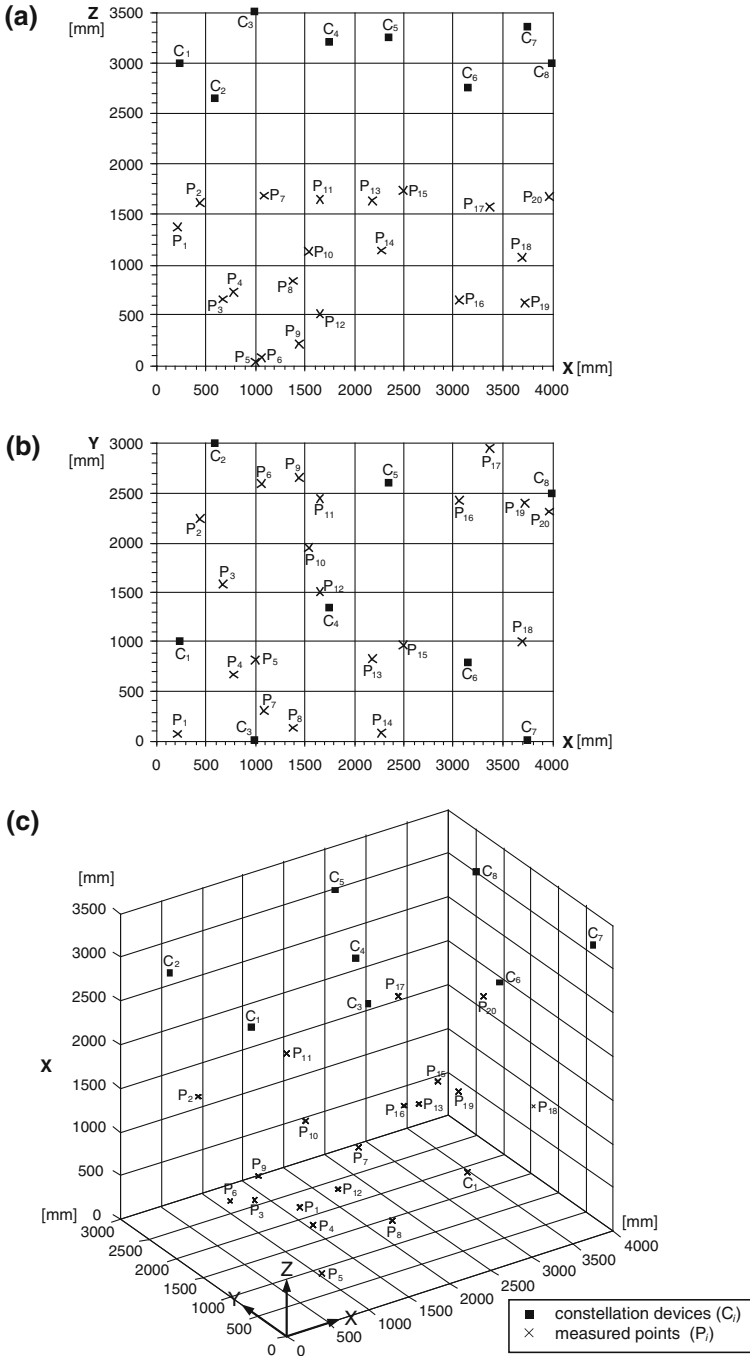 (a)
Z
[mm]
3500
3000
2500
2000
1500
1000
500
0
C3
C1
C2
C4
C5
C6
C7
C8
P2
P1
P7
P11
P13
P15
P17
P20
P10
P14
P18
P4
P3
P8
P12
P16
P19
P9
P5
P6
0 500 1000 1500 2000 2500 3000 3500 4000
X [mm]
(b)
Y
[mm]
3000
2500
2000
1500
1000
500
0
C2
P6
P9
C5
P17
C8
P2
P11
P16
P19
P20
P10
P3
P12
C4
C1
P4
P5
P13
P15
C6
P18
P1
C3
P7
P8
P14
C7
0 500 1000 1500 2000 2500 3000 3500 4000
X [mm]
(c)
[mm]
3500
3000
2500
2000
1500
1000
500
0
X
C5
C8
C7
C2
C4
C6
P17
C3
P20
C1
P11
P2
P15
P16
P13
P19
P18
P10
P7
P9
C1
P6
P3
P1
P12
P4
P8
P5
[mm]
3000
2500
2000
1500
1000
500
0
Y
Z
X
0
500
1000
1500
2000
2500
3000
3500
4000
[mm]
■ constellation devices (Ci)
× measured points (Pi)